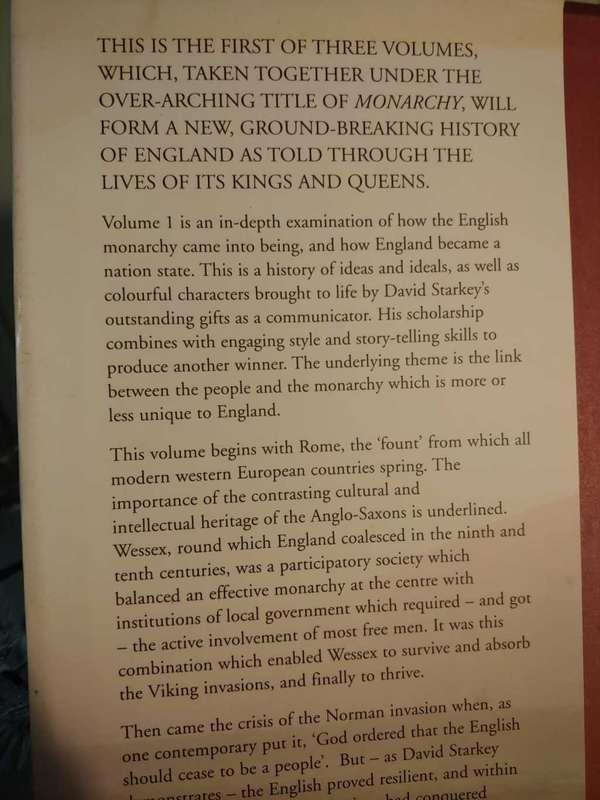 THIS IS THE FIRST OF THREE VOLUMES,
WHICH, TAKEN TOGETHER UNDER THE
OVER-ARCHING TITLE OF MONARCHY, WILL
FORM A NEW, GROUND-BREAKING HISTORY
OF ENGLAND AS TOLD THROUGH THE
LIVES OF ITS KINGS AND QUEENS.
Volume 1 is an in-depth examination of how the English
monarchy came into being, and how England became a
nation state. This is a history of ideas and ideals, as well as
colourful characters brought to life by David Starkey's
outstanding gifts as a communicator. His scholarship
combines with engaging style and story-telling skills to
produce another winner. The underlying theme is the link
between the people and the monarchy which is more or
less unique to England.
This volume begins with Rome, the 'fount' from which all
modern western European countries spring. The
importance of the contrasting cultural and
intellectual heritage of the Anglo-Saxons is underlined.
Wessex, round which England coalesced in the ninth and
tenth centuries, was a participatory society which
balanced an effective monarchy at the centre with
institutions of local government which required – and got
– the active involvement of most free men. It was this
combination which enabled Wessex to survive and absorb
the Viking invasions, and finally to thrive.
Then came the crisis of the Norman invasion when, as
one contemporary put it, 'God ordered that the English
should cease to be a people'. But – as David Starkey
demonstrates – the English proved resilient, and within
had conquered